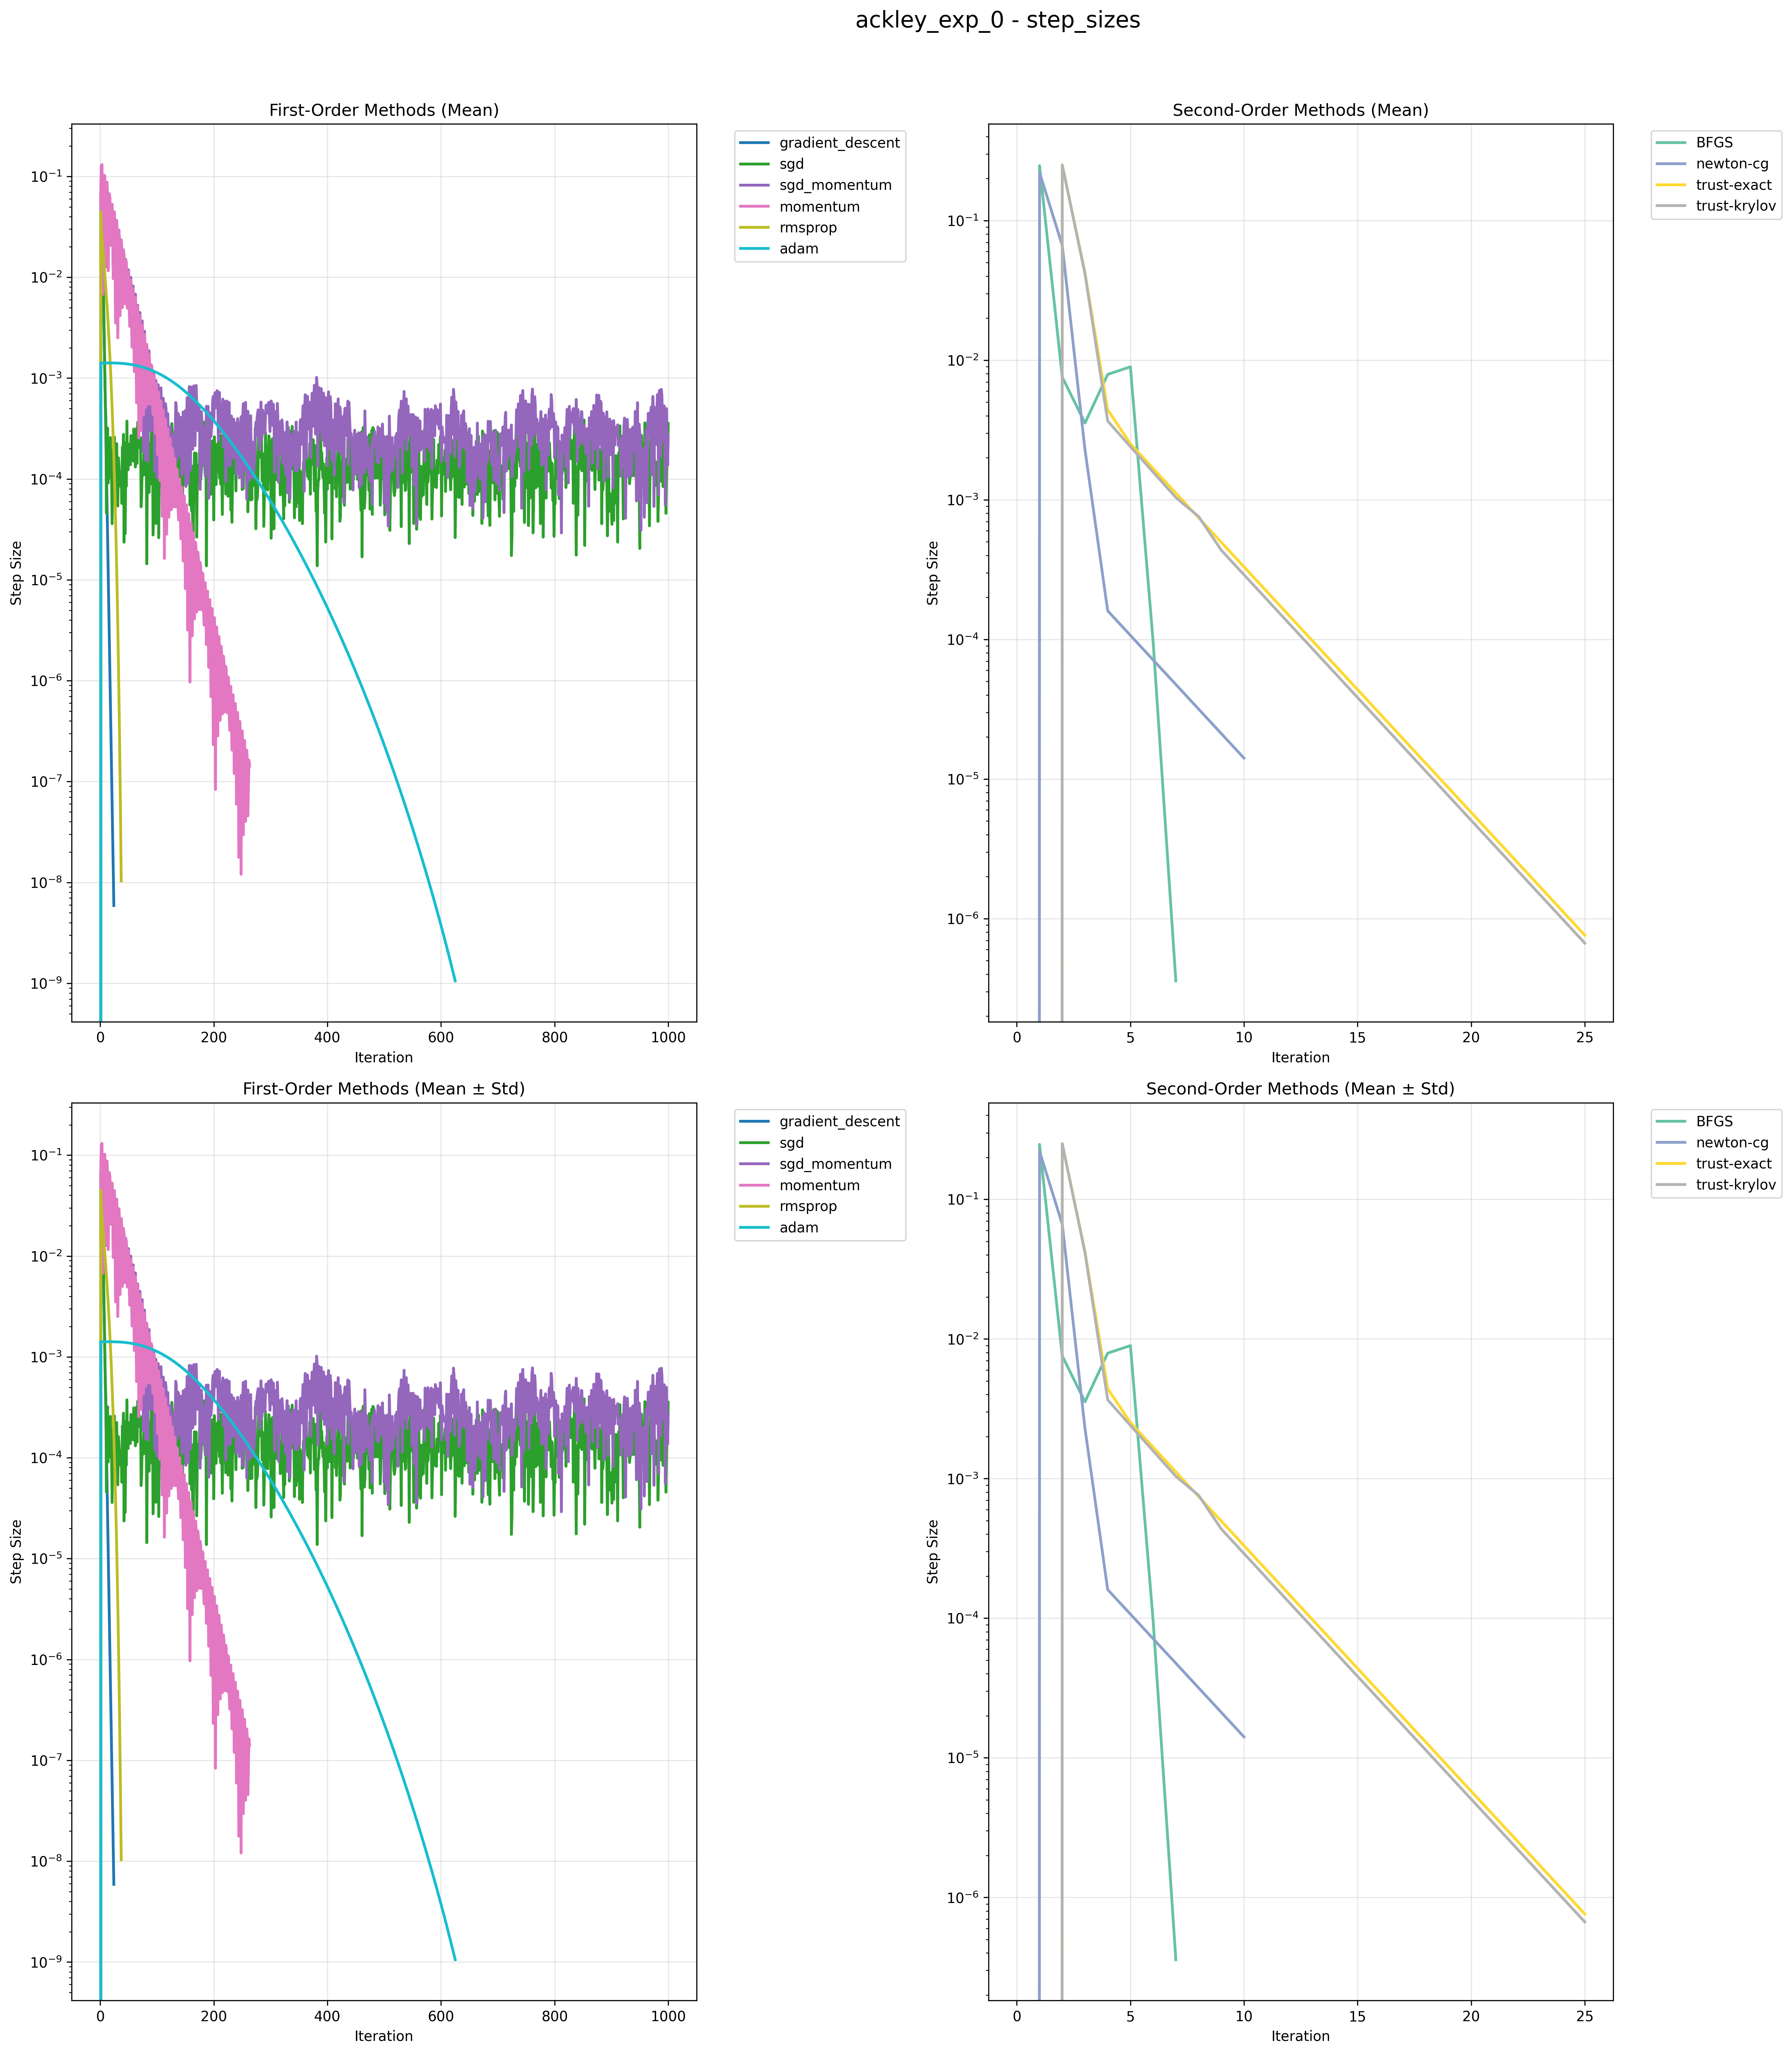 ackley_exp_0 - step_sizes
First-Order Methods (Mean)
10⁻¹
10⁻²
10⁻³
10⁻⁴
10⁻⁵
10⁻⁶
10⁻⁷
10⁻⁸
10⁻⁹
Step Size
0 200 400 600 800 1000
Iteration
gradient_descent
sgd
sgd_momentum
momentum
rmsprop
adam
Second-Order Methods (Mean)
10⁻¹
10⁻²
10⁻³
10⁻⁴
10⁻⁵
10⁻⁶
Step Size
0 5 10 15 20 25
Iteration
BFGS
newton-cg
trust-exact
trust-krylov
First-Order Methods (Mean ± Std)
10⁻¹
10⁻²
10⁻³
10⁻⁴
10⁻⁵
10⁻⁶
10⁻⁷
10⁻⁸
10⁻⁹
Step Size
0 200 400 600 800 1000
Iteration
gradient_descent
sgd
sgd_momentum
momentum
rmsprop
adam
Second-Order Methods (Mean ± Std)
10⁻¹
10⁻²
10⁻³
10⁻⁴
10⁻⁵
10⁻⁶
Step Size
0 5 10 15 20 25
Iteration
BFGS
newton-cg
trust-exact
trust-krylov